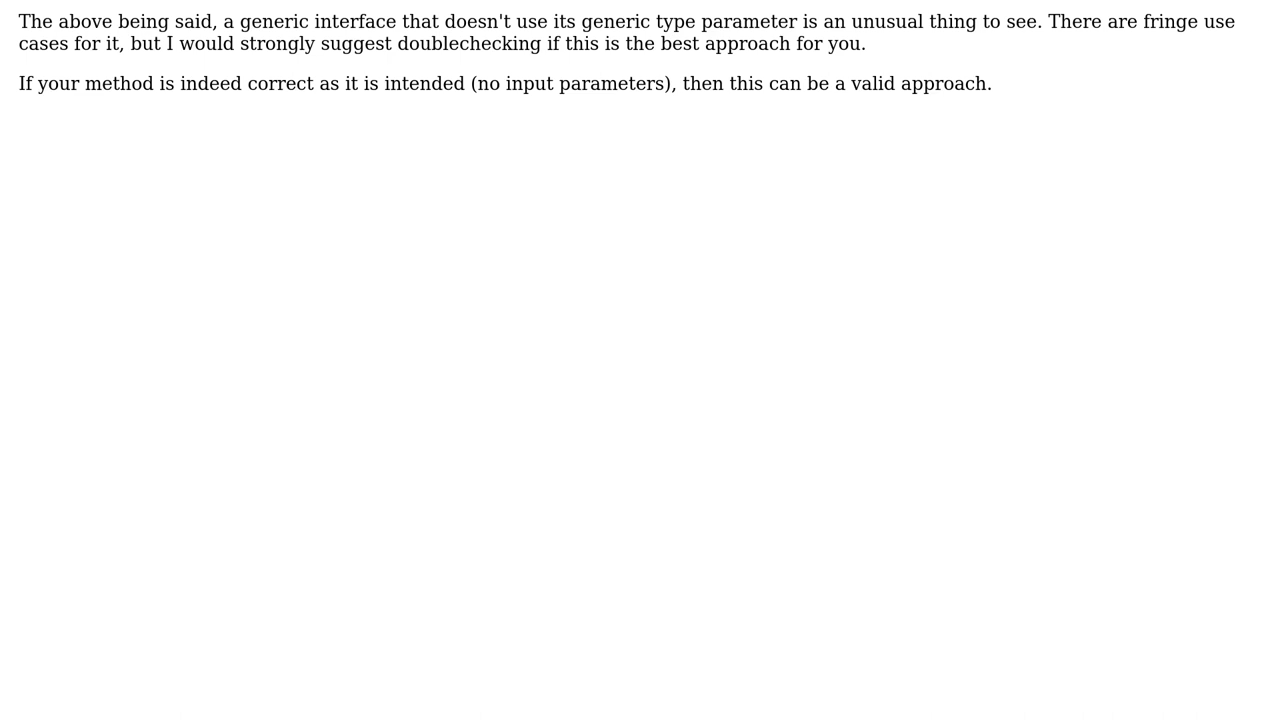 The above being said, a generic interface that doesn't use its generic type parameter is an unusual thing to see. There are fringe use
cases for it, but I would strongly suggest doublechecking if this is the best approach for you.
If your method is indeed correct as it is intended (no input parameters), then this can be a valid approach.